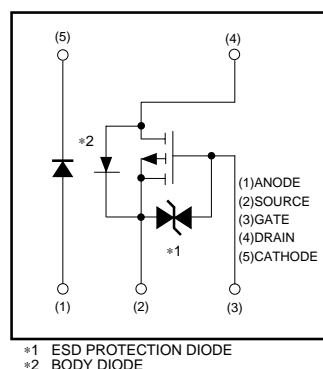 (5) (4)
*2
(1)ANODE
(2)SOURCE
(3)GATE
(4)DRAIN
(5)CATHODE
*1
(1) (2) (3)
*1 ESD PROTECTION DIODE
*2 BODY DIODE